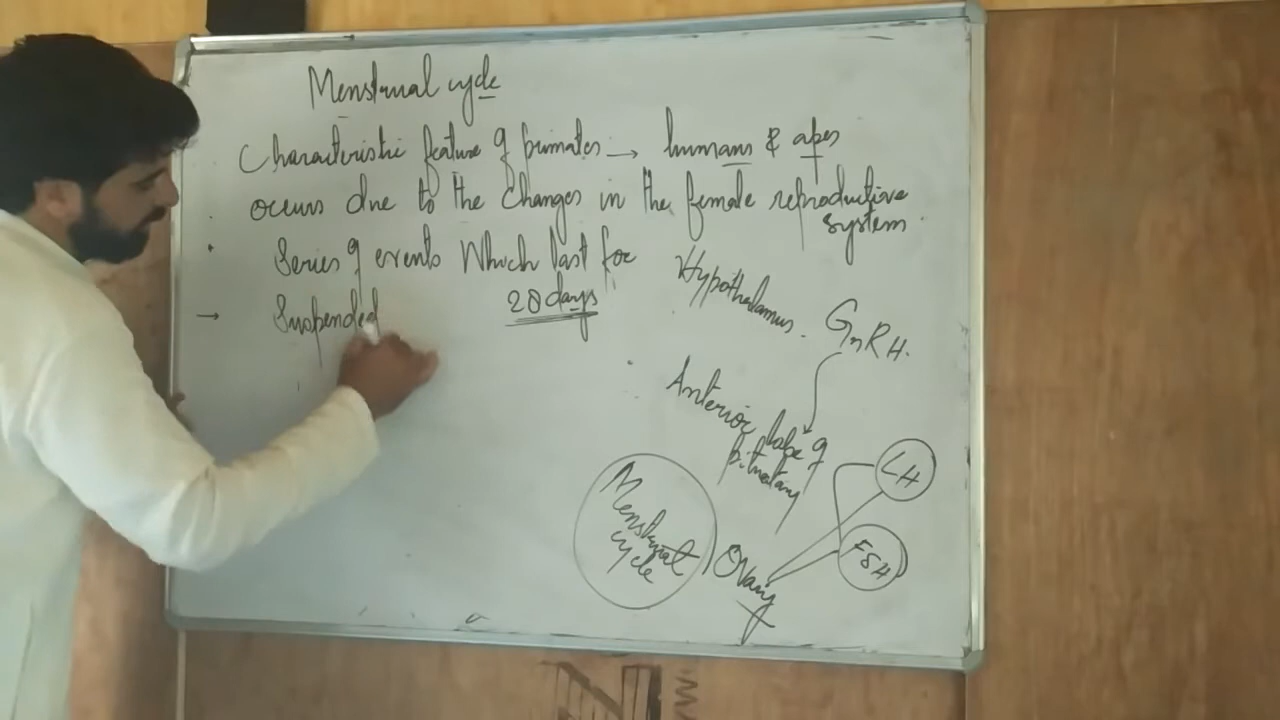 Menstrual cycle
Characteristic feature of primates → humans & apes
occurs due to the changes in the female reproductive
system
Series of events Which last for
28 days
→ Suspended
Hypothalamus.
GnRH.
Anterior lobe of
pituitary
LH
FSH
Ovary
Menstrual
cycle